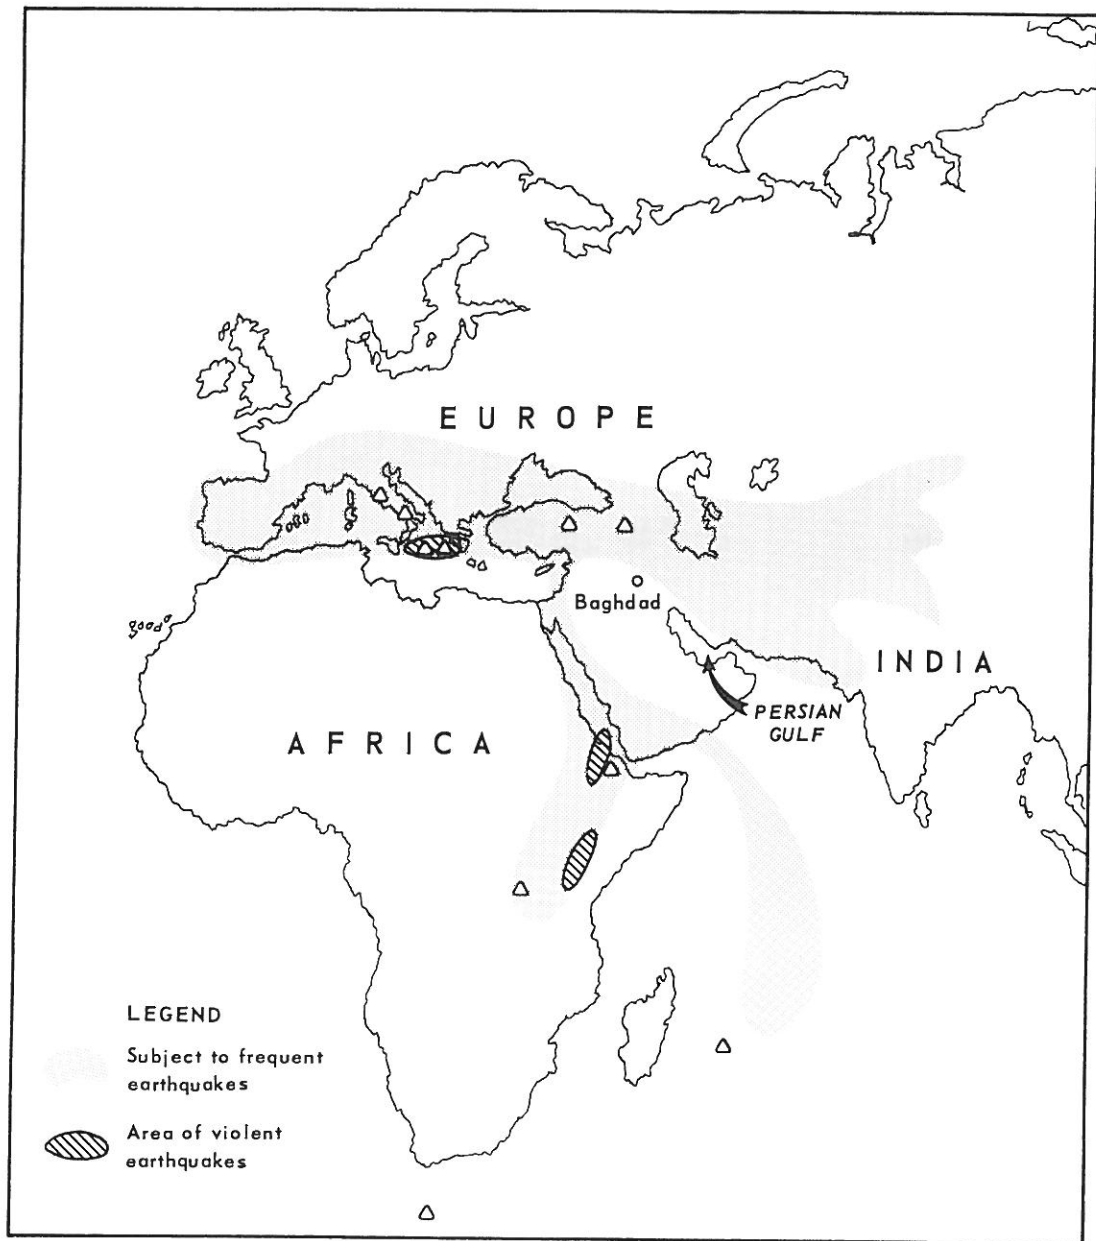 EUROPE
Baghdad
INDIA
PERSIAN
GULF
AFRICA
LEGEND
Subject to frequent
earthquakes
Area of violent
earthquakes